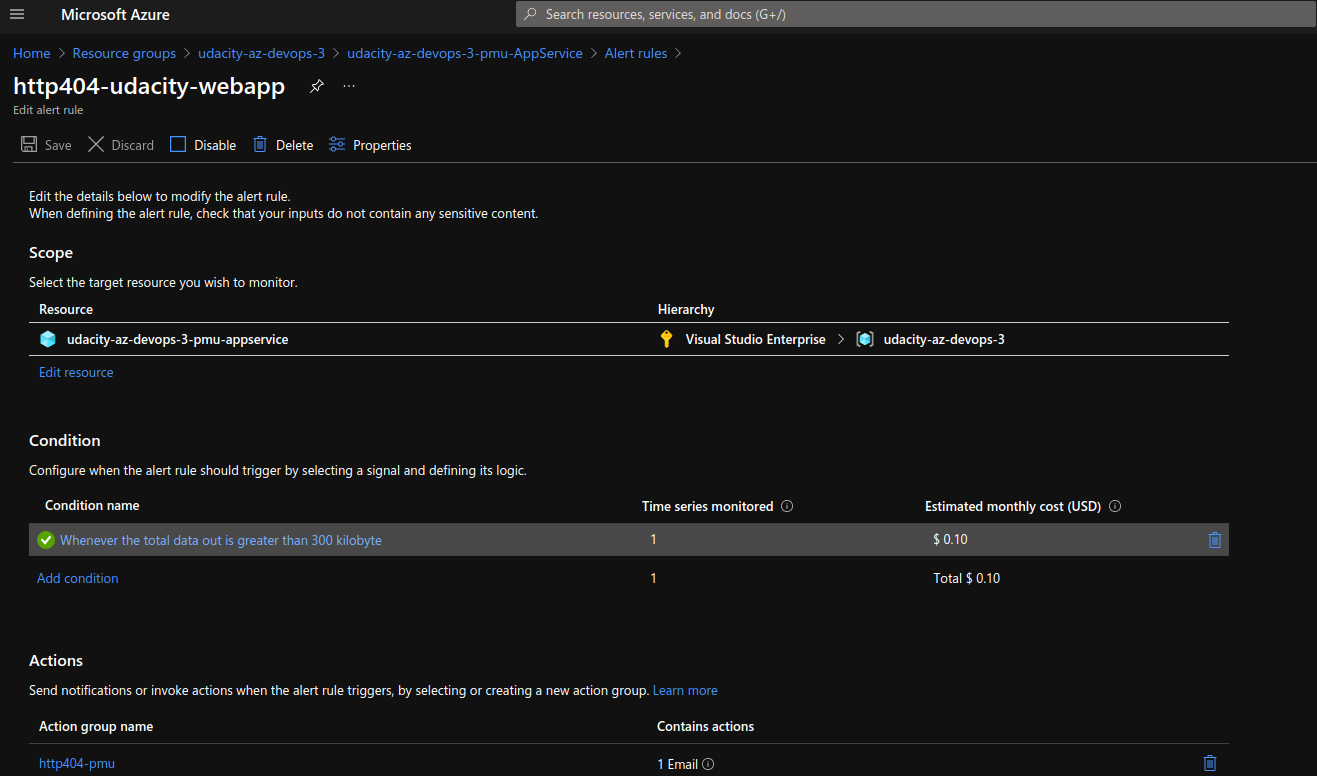 Microsoft Azure
Search resources, services, and docs (G+/)
Home > Resource groups > udacity-az-devops-3 > udacity-az-devops-3-pmu-AppService > Alert rules >
http404-udacity-webapp
Edit alert rule
Save Discard Disable Delete Properties
Edit the details below to modify the alert rule.
When defining the alert rule, check that your inputs do not contain any sensitive content.
Scope
Select the target resource you wish to monitor.
Resource Hierarchy
udacity-az-devops-3-pmu-appservice Visual Studio Enterprise > udacity-az-devops-3
Edit resource
Condition
Configure when the alert rule should trigger by selecting a signal and defining its logic.
Condition name Time series monitored Estimated monthly cost (USD)
Whenever the total data out is greater than 300 kilobyte 1 $ 0.10
Add condition 1 Total $ 0.10
Actions
Send notifications or invoke actions when the alert rule triggers, by selecting or creating a new action group. Learn more
Action group name Contains actions
http404-pmu 1 Email